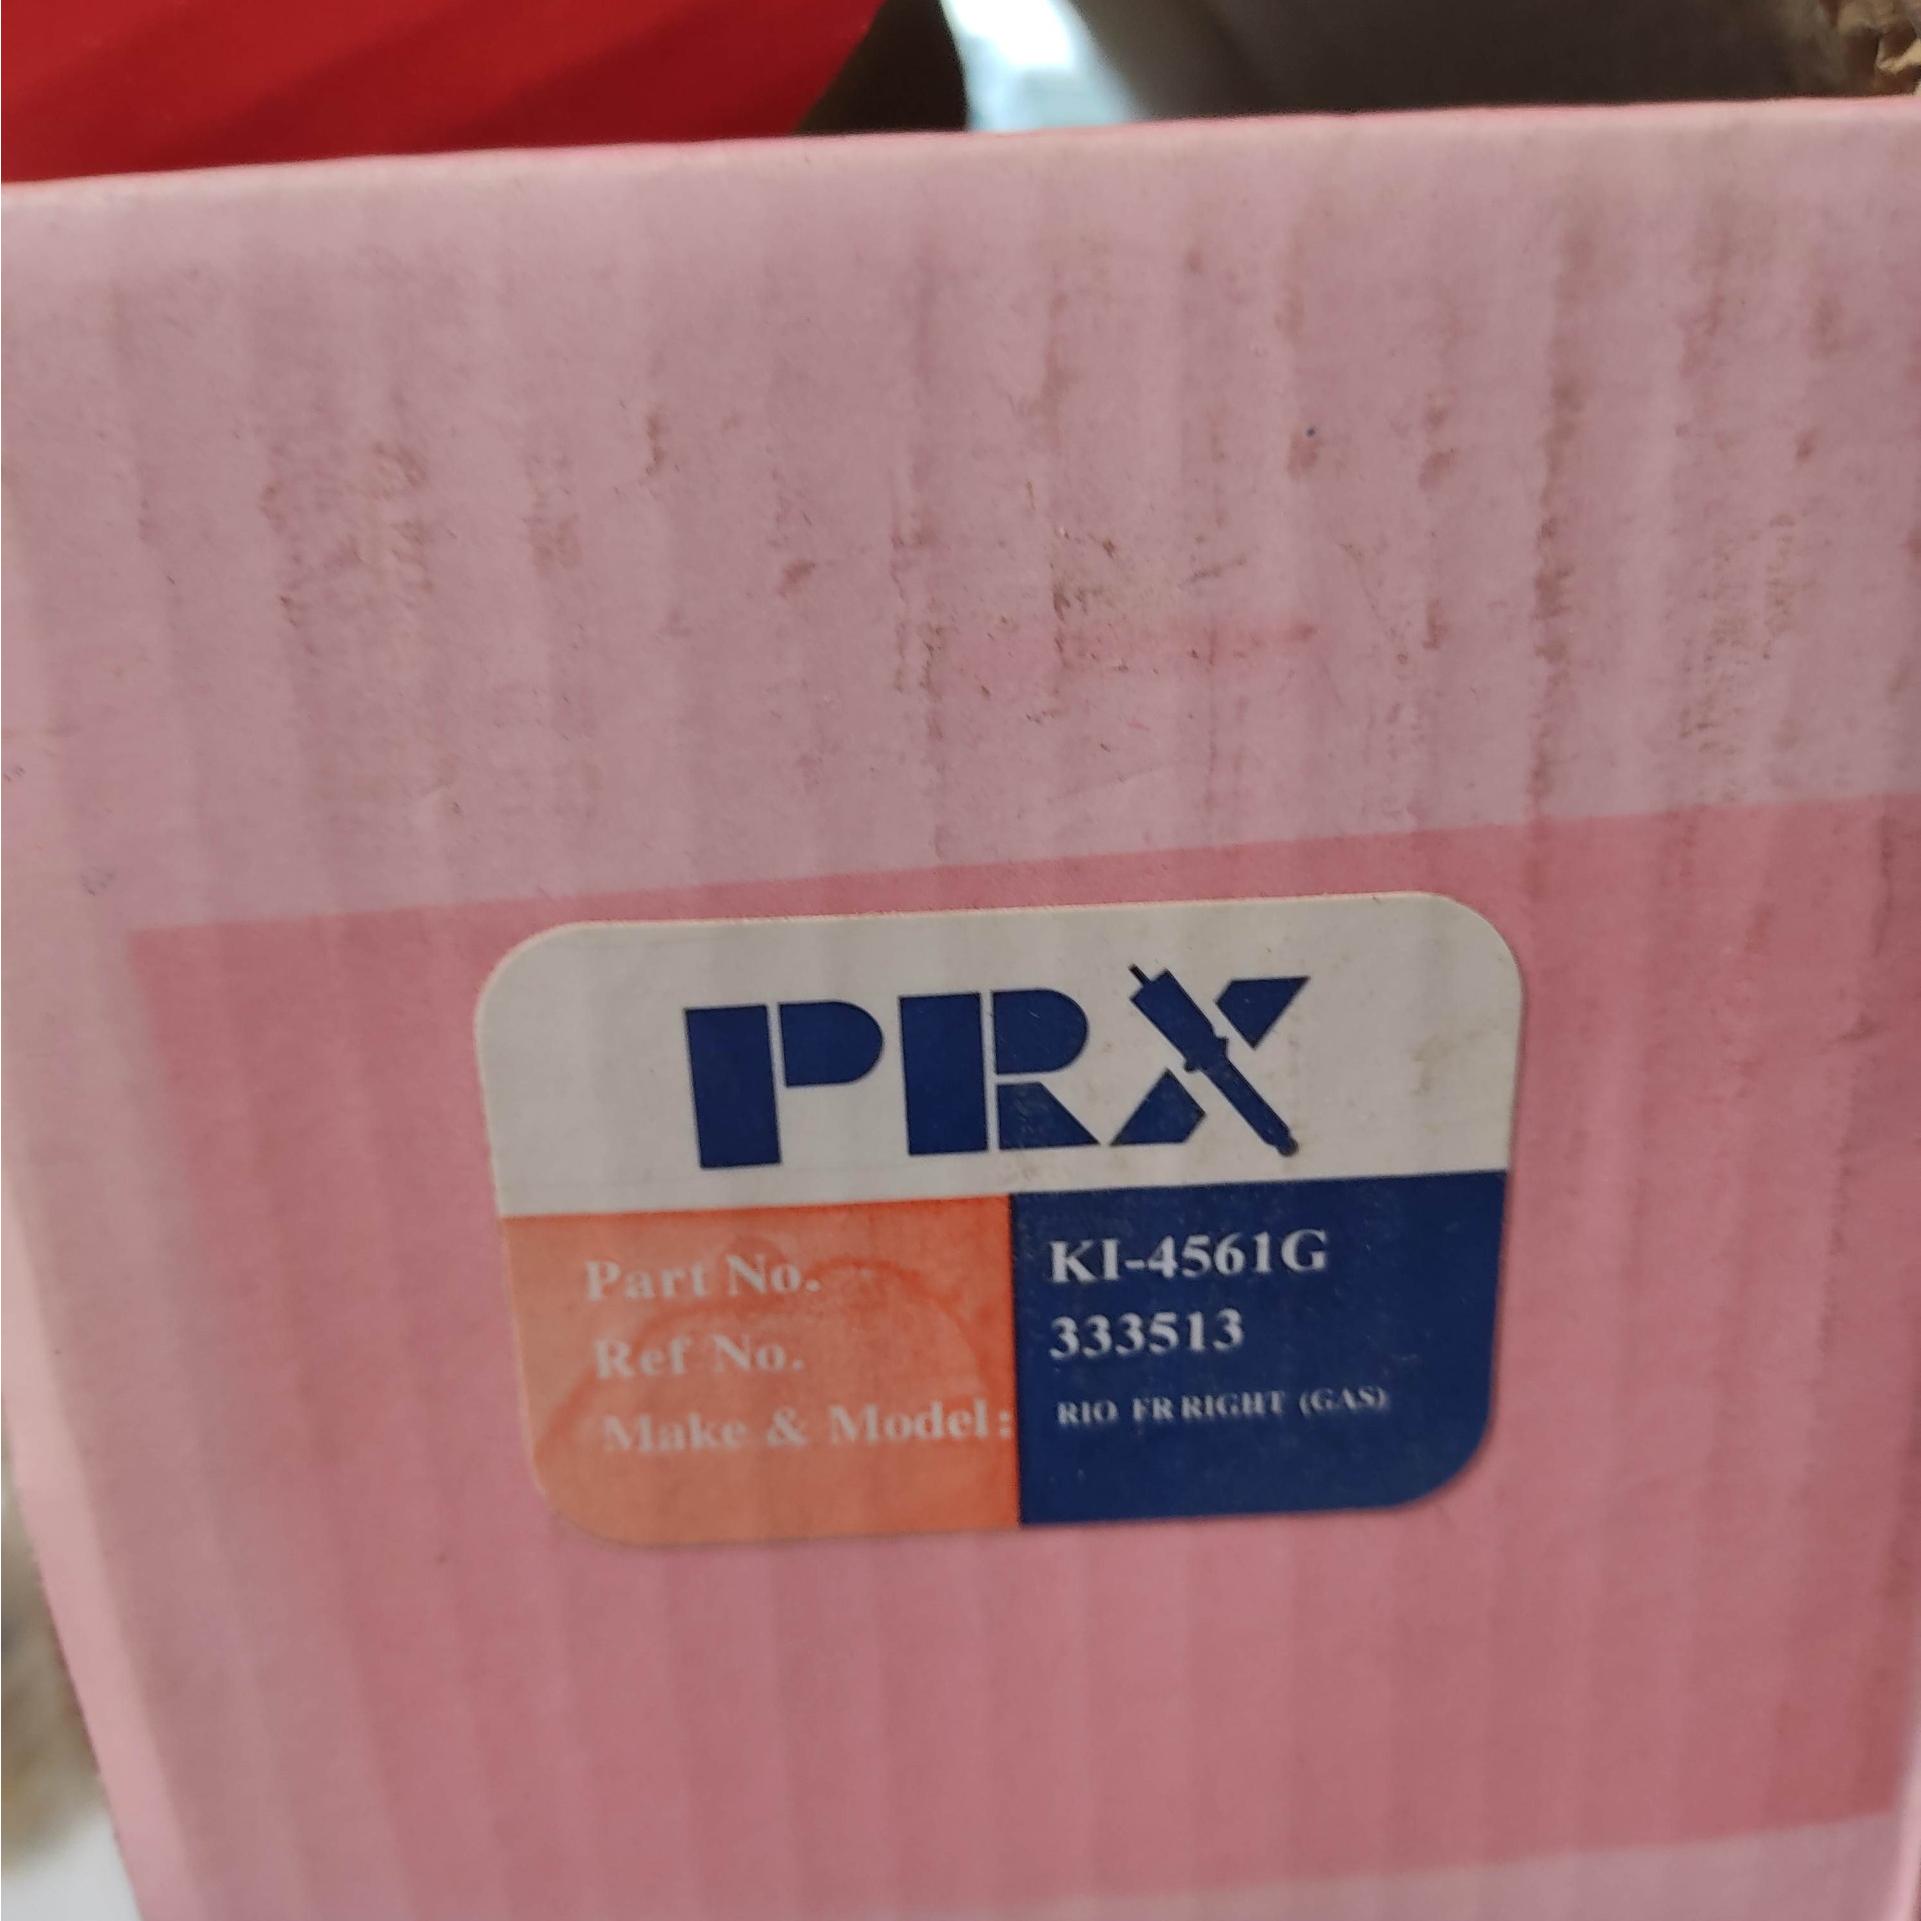 PRX
Part No. KI-4561G
Ref No. 333513
Make & Model: RIO FR RIGHT (GAS)